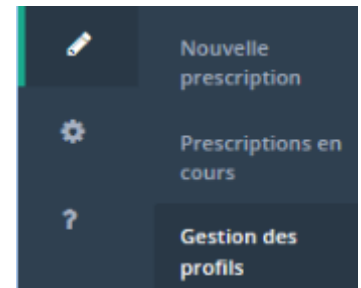 Nouvelle
prescription
Prescriptions en
cours
?
Gestion des
profils